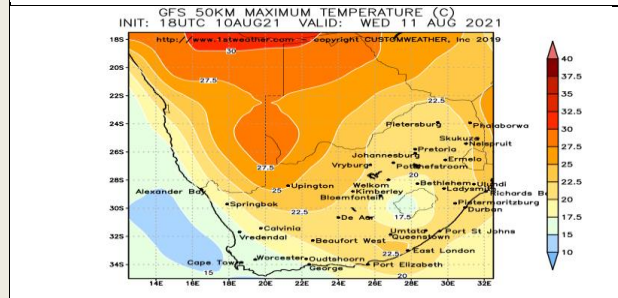 GFS 50KM MAXIMUM TEMPERATURE (C)
INIT: 18UTC 10AUG21 VALID: WED 11 AUG 2021
http://www.1stweather.com - copyright CUSTOMWEATHER, Inc 2019
18S
20S
22S
24S
26S
28S
30S
32S
34S
30
27.5
22.5
Pietersburg
Phalaborwa
Skukuza
Nelspruit
Pretoria
Johannesburg
Ermelo
Vryburg
Potchefstroom
27.5
20
Welkom
Bethlehem
Ulundi
25
Upington
Kimberley
Ladysmith
Alexander Bay
Bloemfontein
Richards B
Springbok
22.5
Pietermaritzburg
17.5
Durban
De Aar
Calvinia
Umtata
Port St Johns
Vredendal
Beaufort West
Queenstown
22.5
East London
Cape Town
Worcester
Oudtshoorn
15
George
Port Elizabeth
20
14E
16E
18E
20E
22E
24E
26E
28E
30E
32E
40
37.5
35
32.5
30
27.5
25
22.5
20
17.5
15
10